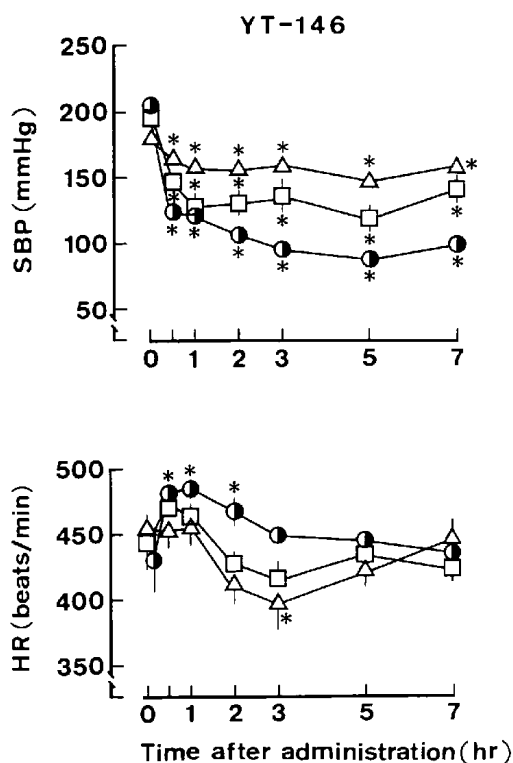 YT-146
SBP (mmHg)
250
200
150
100
50
0 1 2 3 5 7
* * * * * *
* * * * * *
* * * * * *
HR (beats/min)
500
450
400
350
* * *
*
0 1 2 3 5 7
Time after administration (hr)